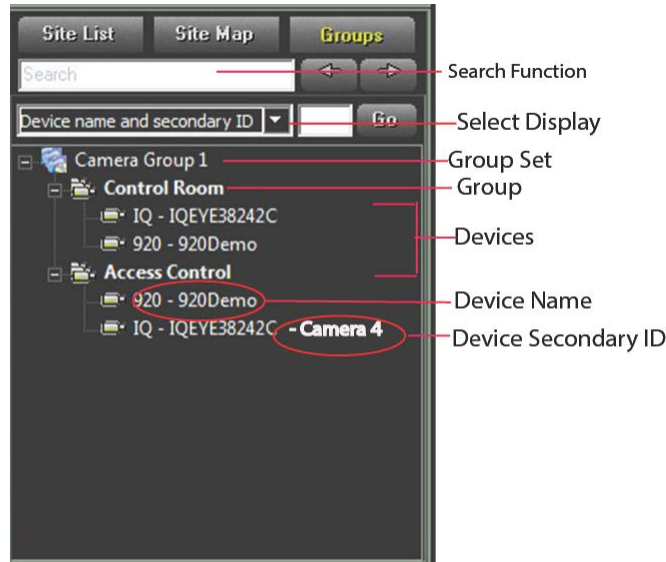 Site List Site Map Groups
Search
Search Function
Device name and secondary ID Go
Select Display
Camera Group 1
Group Set
Control Room
Group
IQ - IQEYE38242C
920 - 920Demo
Devices
Access Control
920 - 920Demo
Device Name
IQ - IQEYE38242C - Camera 4
Device Secondary ID